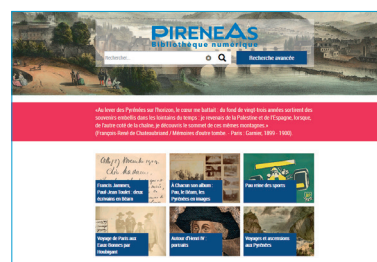 PIRENEAS
Bibliothèque numérique
Rechercher...
Recherche avancée
«Au lever des Pyrénées sur l'horizon, le cœur me battait : du fond de vingt-trois années sortirent des
souvenirs embellis dans les lointains du temps : je revenais de la Palestine et de l'Espagne, lorsque,
de l'autre coté de la chaîne, je découvris le sommet de ces mêmes montagnes.»
(François-René de Chateaubriand / Mémoires d'outre tombe. - Paris : Garnier, 1899 - 1900).
Francis Jammes,
Paul-Jean Toulet : deux
écrivains en Béarn
A Chacun son album :
Pau, le Béarn, les
Pyrénées en images
Pau reine des sports
Voyage de Paris aux
Eaux Bonnes par
Houbigant
Autour d'Henri IV :
portraits
Voyages et ascensions
aux Pyrénées